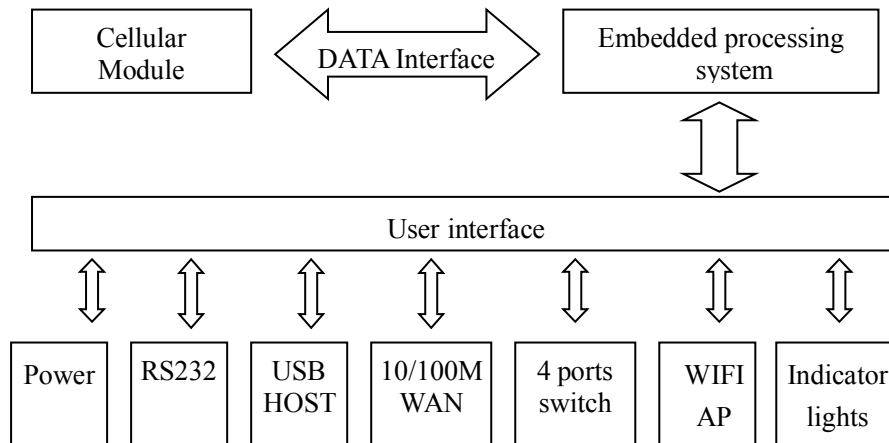 Cellular
Module
DATA Interface
Embedded processing
system
User interface
Power
RS232
USB
HOST
10/100M
WAN
4 ports
switch
WIFI
AP
Indicator
lights